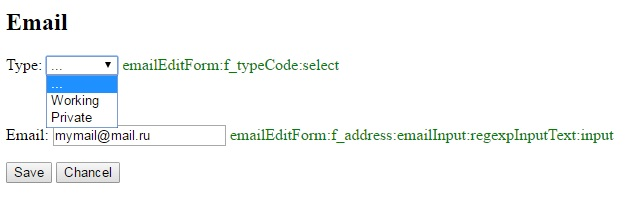 Email
Type: ... emailEditForm:f_typeCode:select
...
Working
Private
Email: mymail@mail.ru emailEditForm:f_address:emailInput:regexpInputText:input
Save Chancel